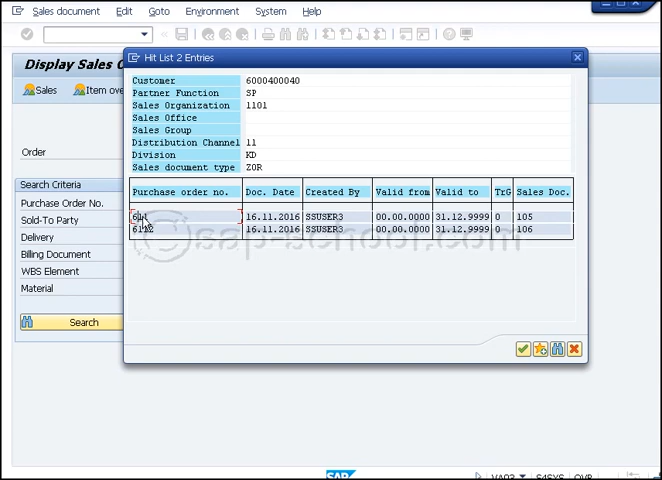 Sales document Edit Goto Environment System Help
Display Sales O
Sales Item over
Order
Search Criteria
Purchase Order No.
Sold-To Party
Delivery
Billing Document
WBS Element
Material
Search
Hit List 2 Entries
Customer 6000400040
Partner Function SP
Sales Organization 1101
Sales Office
Sales Group
Distribution Channel 11
Division KD
Sales document type ZOR
Purchase order no. Doc. Date Created By Valid from Valid to TrG Sales Doc.
16.11.2016 SSUSER3 00.00.0000 31.12.9999 0 105
16.11.2016 SSUSER3 00.00.0000 31.12.9999 0 106
©sap-school.com
SAP
VA03 S4SYS OVR